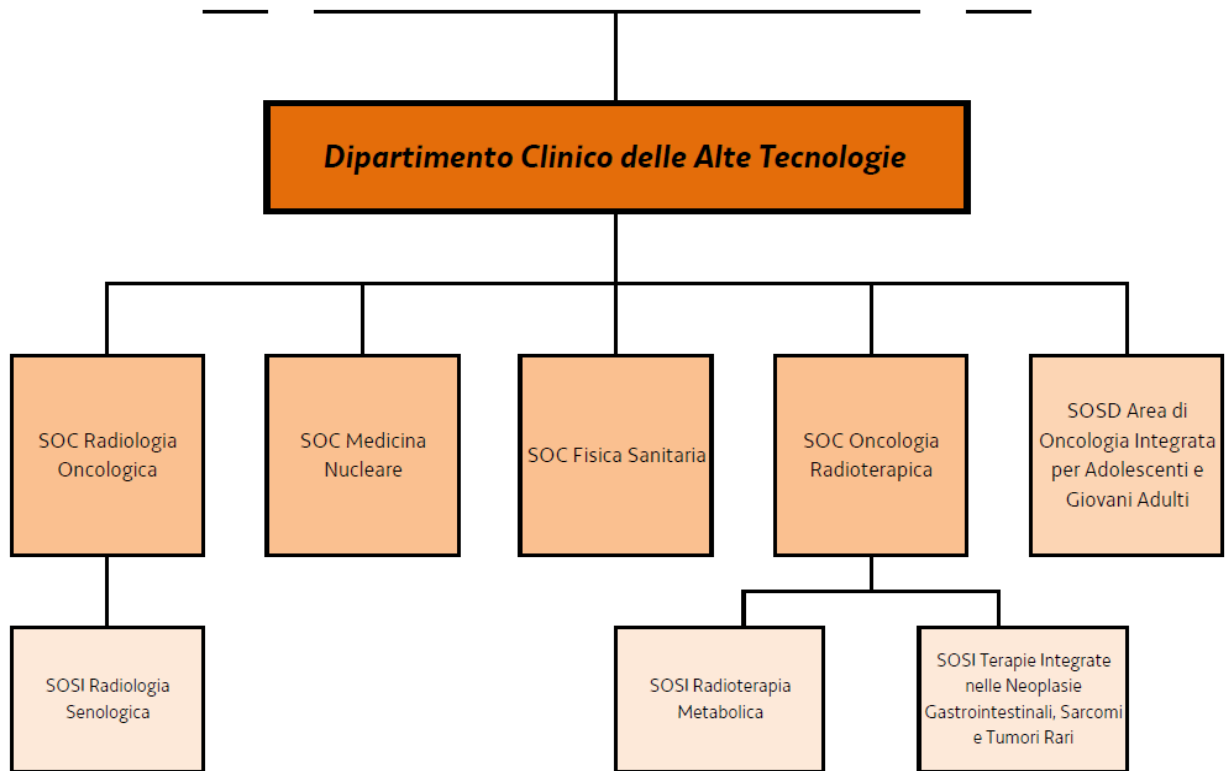 Dipartimento Clinico delle Alte Tecnologie
SOC Radiologia
Oncologica
SOC Medicina
Nucleare
SOC Fisica Sanitaria
SOC Oncologia
Radioterapica
SOSD Area di
Oncologia Integrata
per Adolescenti e
Giovani Adulti
SOSI Radiologia
Senologica
SOSI Radioterapia
Metabolica
SOSI Terapie Integrate
nelle Neoplasie
Gastrointestinali, Sarcomi
e Tumori Rari